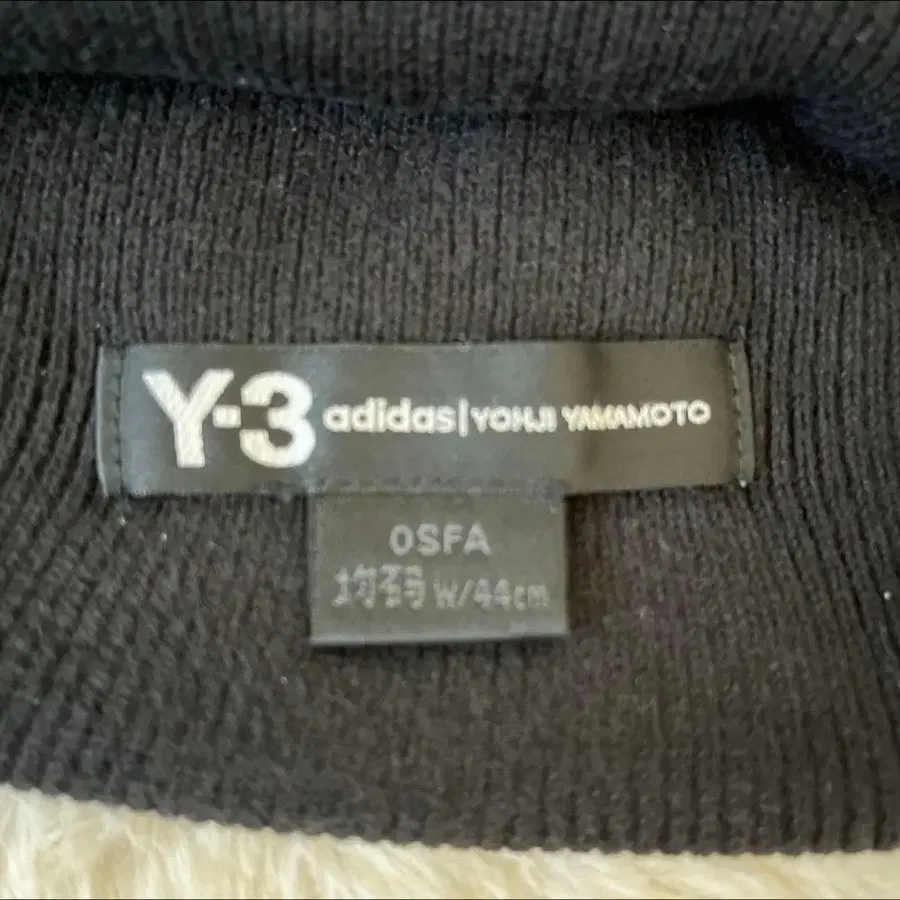 Y-3 adidas | YOHJI YAMAMOTO
OSFA
均码 W/44cm